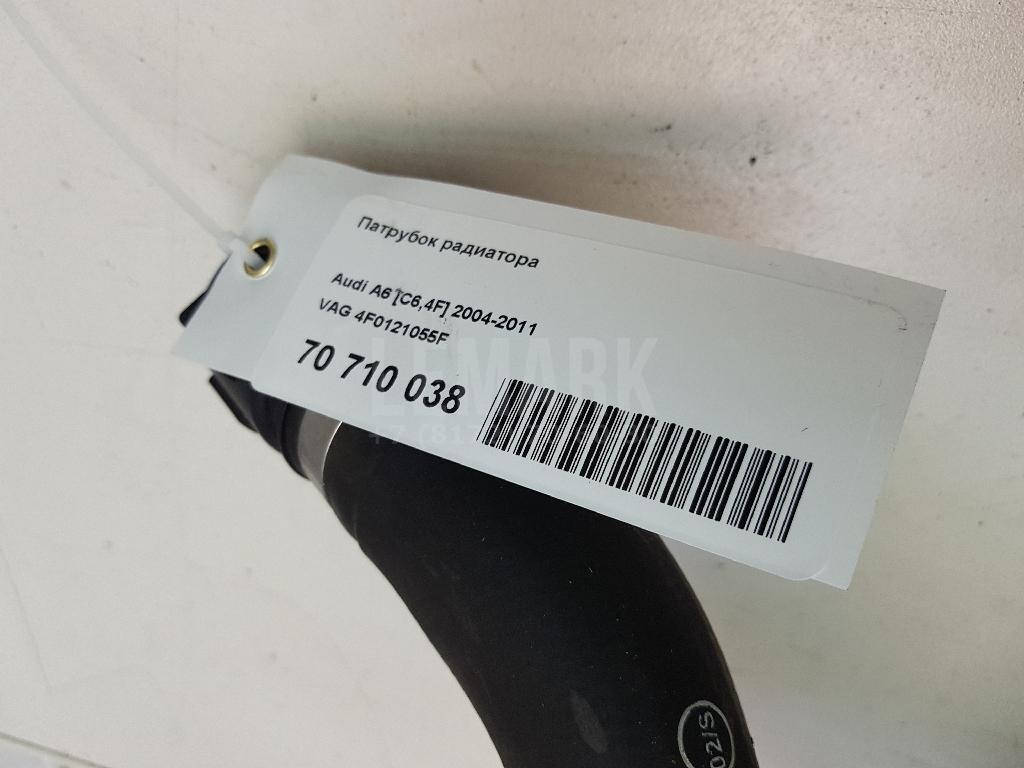 Патрубок радиатора
Audi A6 [C6,4F] 2004-2011
VAG 4F0121055F
70 710 038
LEMARK